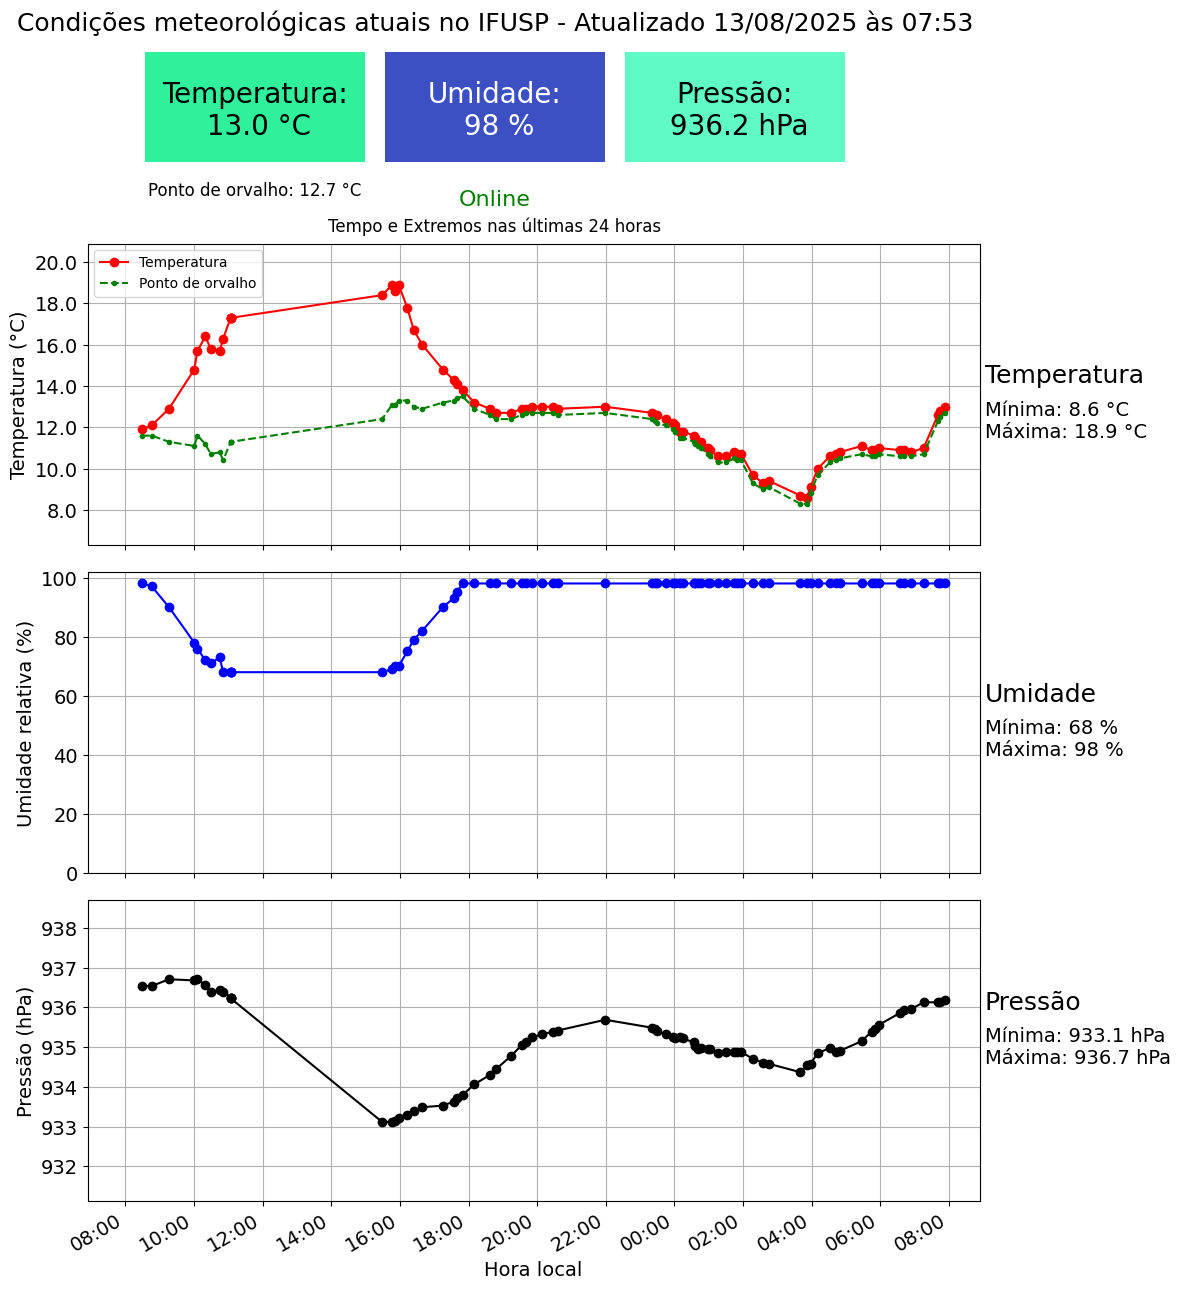 Condições meteorológicas atuais no IFUSP - Atualizado 13/08/2025 às 07:53
Temperatura:
13.0 °C
Umidade:
98 %
Pressão:
936.2 hPa
Ponto de orvalho: 12.7 °C
Online
Tempo e Extremos nas últimas 24 horas
Temperatura
Ponto de orvalho
Temperatura (°C)
20.0
18.0
16.0
14.0
12.0
10.0
8.0
Temperatura
Mínima: 8.6 °C
Máxima: 18.9 °C
Umidade relativa (%)
100
80
60
40
20
0
Umidade
Mínima: 68 %
Máxima: 98 %
Pressão (hPa)
938
937
936
935
934
933
932
Pressão
Mínima: 933.1 hPa
Máxima: 936.7 hPa
08:00
10:00
12:00
14:00
16:00
18:00
20:00
22:00
00:00
02:00
04:00
06:00
08:00
Hora local